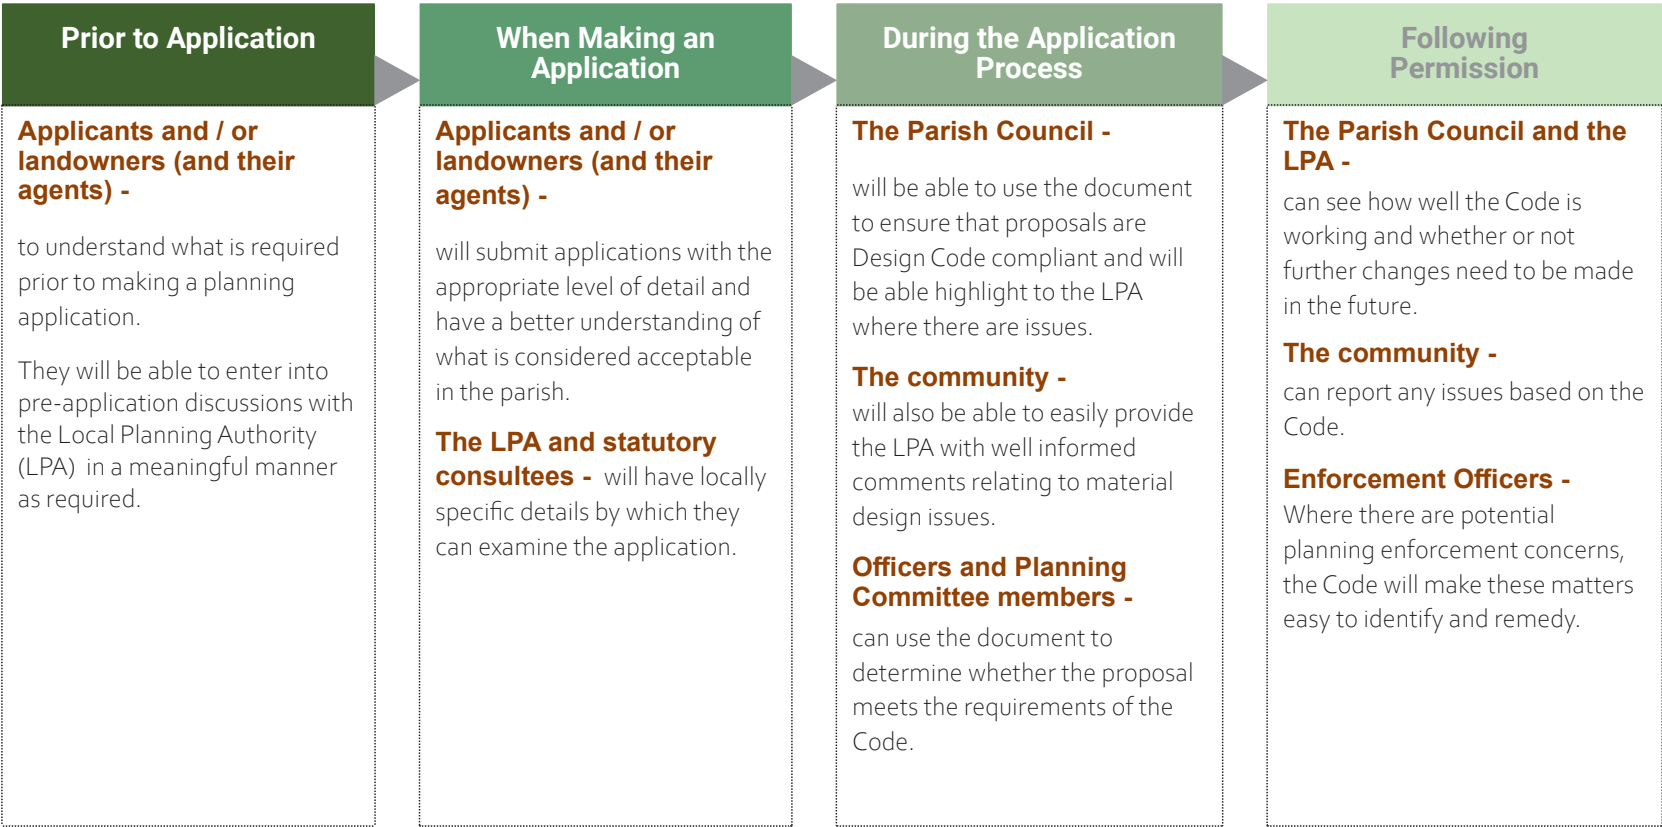 Prior to Application
Applicants and / or
landowners (and their
agents) -
to understand what is required
prior to making a planning
application.
They will be able to enter into
pre-application discussions with
the Local Planning Authority
(LPA) in a meaningful manner
as required.
When Making an
Application
Applicants and / or
landowners (and their
agents) -
will submit applications with the
appropriate level of detail and
have a better understanding of
what is considered acceptable
in the parish.
The LPA and statutory
consultees - will have locally
specific details by which they
can examine the application.
During the Application
Process
The Parish Council -
will be able to use the document
to ensure that proposals are
Design Code compliant and will
be able highlight to the LPA
where there are issues.
The community -
will also be able to easily provide
the LPA with well informed
comments relating to material
design issues.
Officers and Planning
Committee members -
can use the document to
determine whether the proposal
meets the requirements of the
Code.
Following
Permission
The Parish Council and the
LPA -
can see how well the Code is
working and whether or not
further changes need to be made
in the future.
The community -
can report any issues based on the
Code.
Enforcement Officers -
Where there are potential
planning enforcement concerns,
the Code will make these matters
easy to identify and remedy.